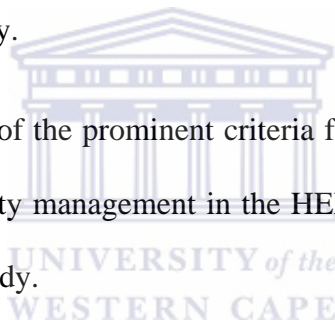 y.
of the prominent criteria f
ty management in the HE
UNIVERSITY of the
dy.
WESTERN CAPE